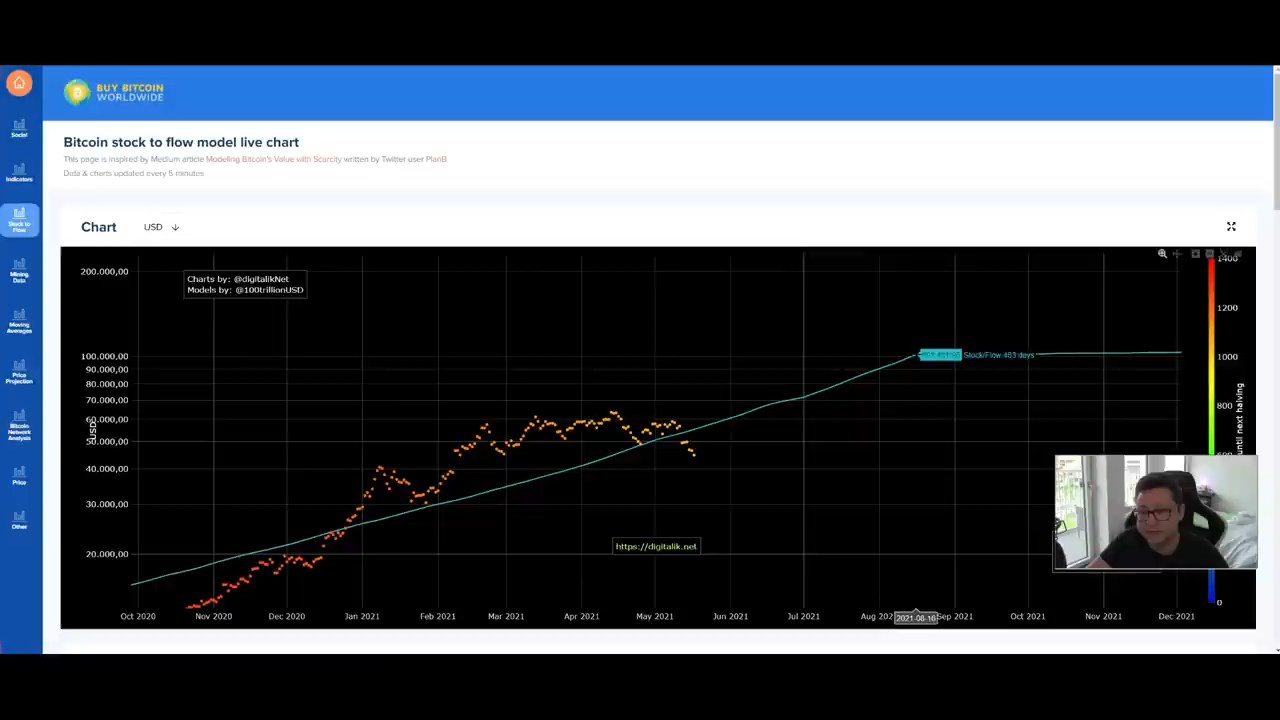 BUY BITCOIN
WORLDWIDE
Bitcoin stock to flow model live chart
This page is inspired by Medium article Modeling Bitcoin's Value with Scarcity written by Twitter user PlanB
Data & charts updated every 5 minutes
Social
Indicators
Stock to
Flow
Mining
Data
Moving
Averages
Price
Projection
Bitcoin
Network
Analysis
Price
Other
Chart
USD
Charts by: @digitalikNet
Models by: @100trillionUSD
200.000,00
100.000,00
90.000,00
80.000,00
70.000,00
60.000,00
50.000,00
40.000,00
30.000,00
20.000,00
USD
Stock/Flow 463 days
https://digitalik.net
1400
1200
1000
800
0
until next halving
Oct 2020
Nov 2020
Dec 2020
Jan 2021
Feb 2021
Mar 2021
Apr 2021
May 2021
Jun 2021
Jul 2021
Aug 202
2021-08-16
Sep 2021
Oct 2021
Nov 2021
Dec 2021